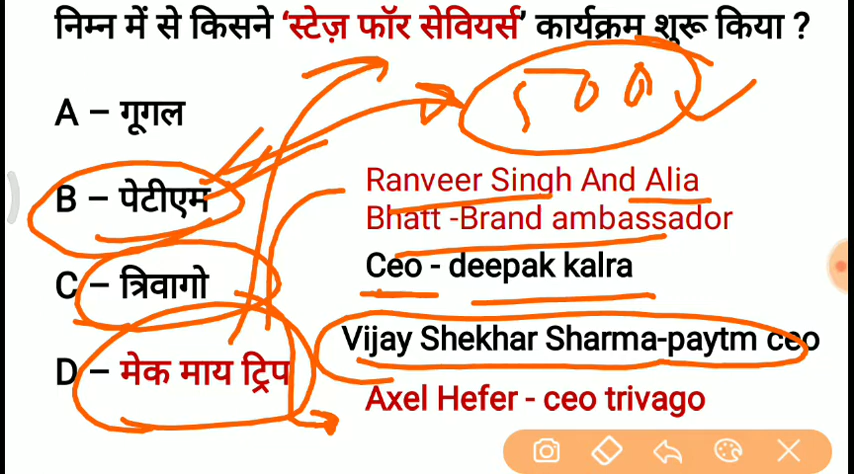 निम्न में से किसने ‘स्टेज़ फॉर सेवियर्स’ कार्यक्रम शुरू किया ?
A – गूगल
B – पेटीएम
C – त्रिवागो
D – मेक माय ट्रिप
500
Ranveer Singh And Alia
Bhatt -Brand ambassador
Ceo - deepak kalra
Vijay Shekhar Sharma-paytm ceo
Axel Hefer - ceo trivago